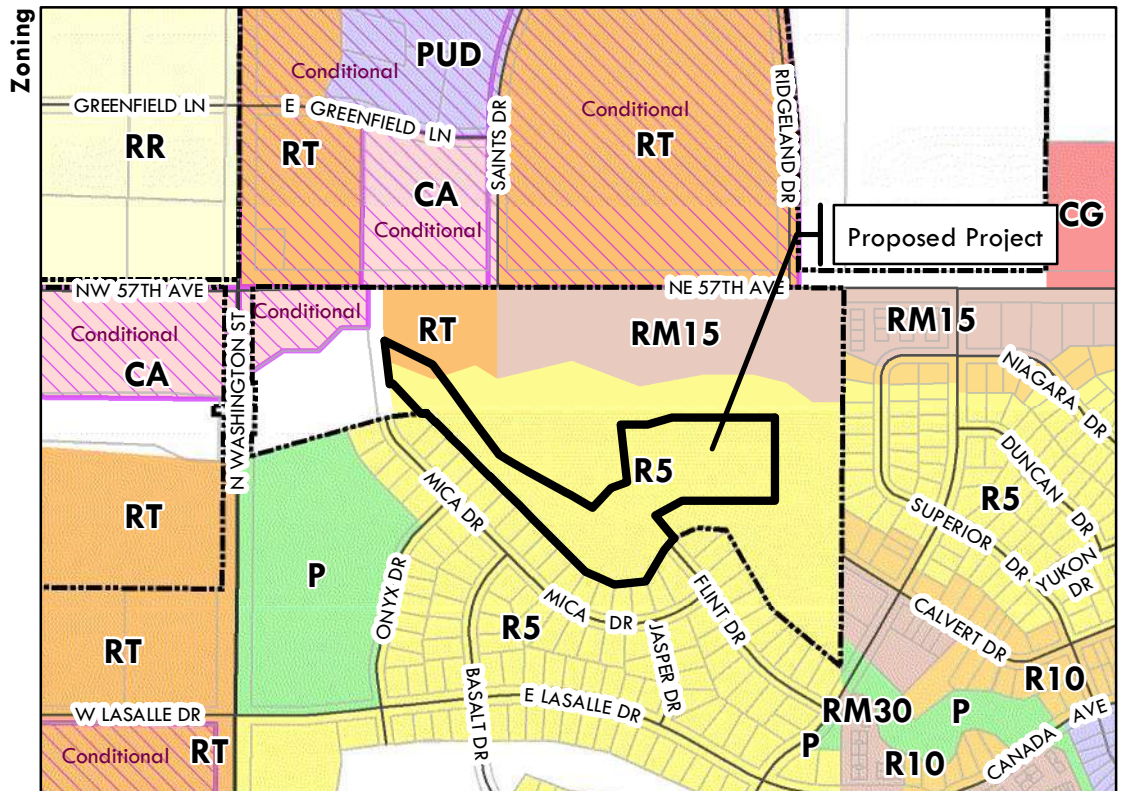 Zoning
PUD
Conditional
GREENFIELD LN
E GREENFIELD LN
Conditional
RR
RT
RT
SAINTS DR
RIDGELAND DR
CA
Conditional
CG
Proposed Project
NW 57TH AVE
NE 57TH AVE
Conditional
Conditional
CA
N WASHINGTON ST
RT
RM15
RM15
NIAGARA DR
R5
R5
DUNCAN DR
MICA DR
SUPERIOR DR
YUKON DR
RT
P
ONYX DR
FLINT DR
CALVERT DR
MICA DR
R5
JASPER DR
RT
BASALT DR
E LASALLE DR
R10
W LASALLE DR
RM30
P
CANADA AVE
Conditional
RT
P
R10